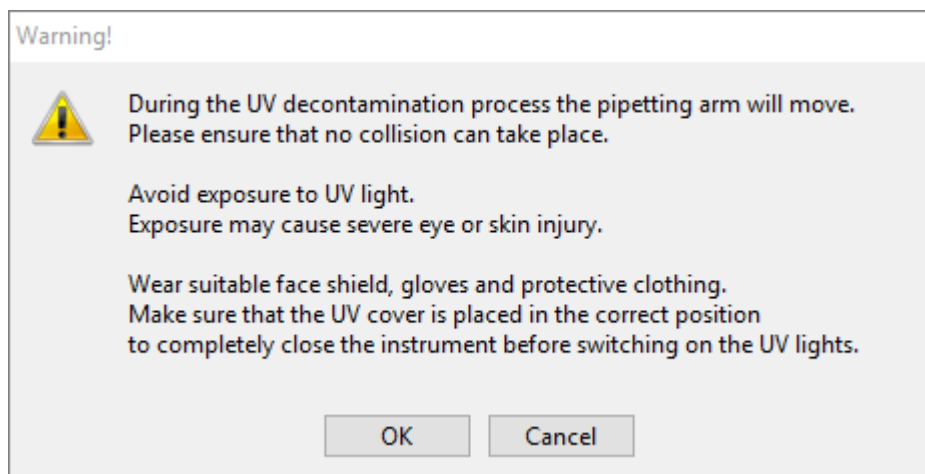 Warning!
During the UV decontamination process the pipetting arm will move.
Please ensure that no collision can take place.
Avoid exposure to UV light.
Exposure may cause severe eye or skin injury.
Wear suitable face shield, gloves and protective clothing.
Make sure that the UV cover is placed in the correct position
to completely close the instrument before switching on the UV lights.
OK
Cancel